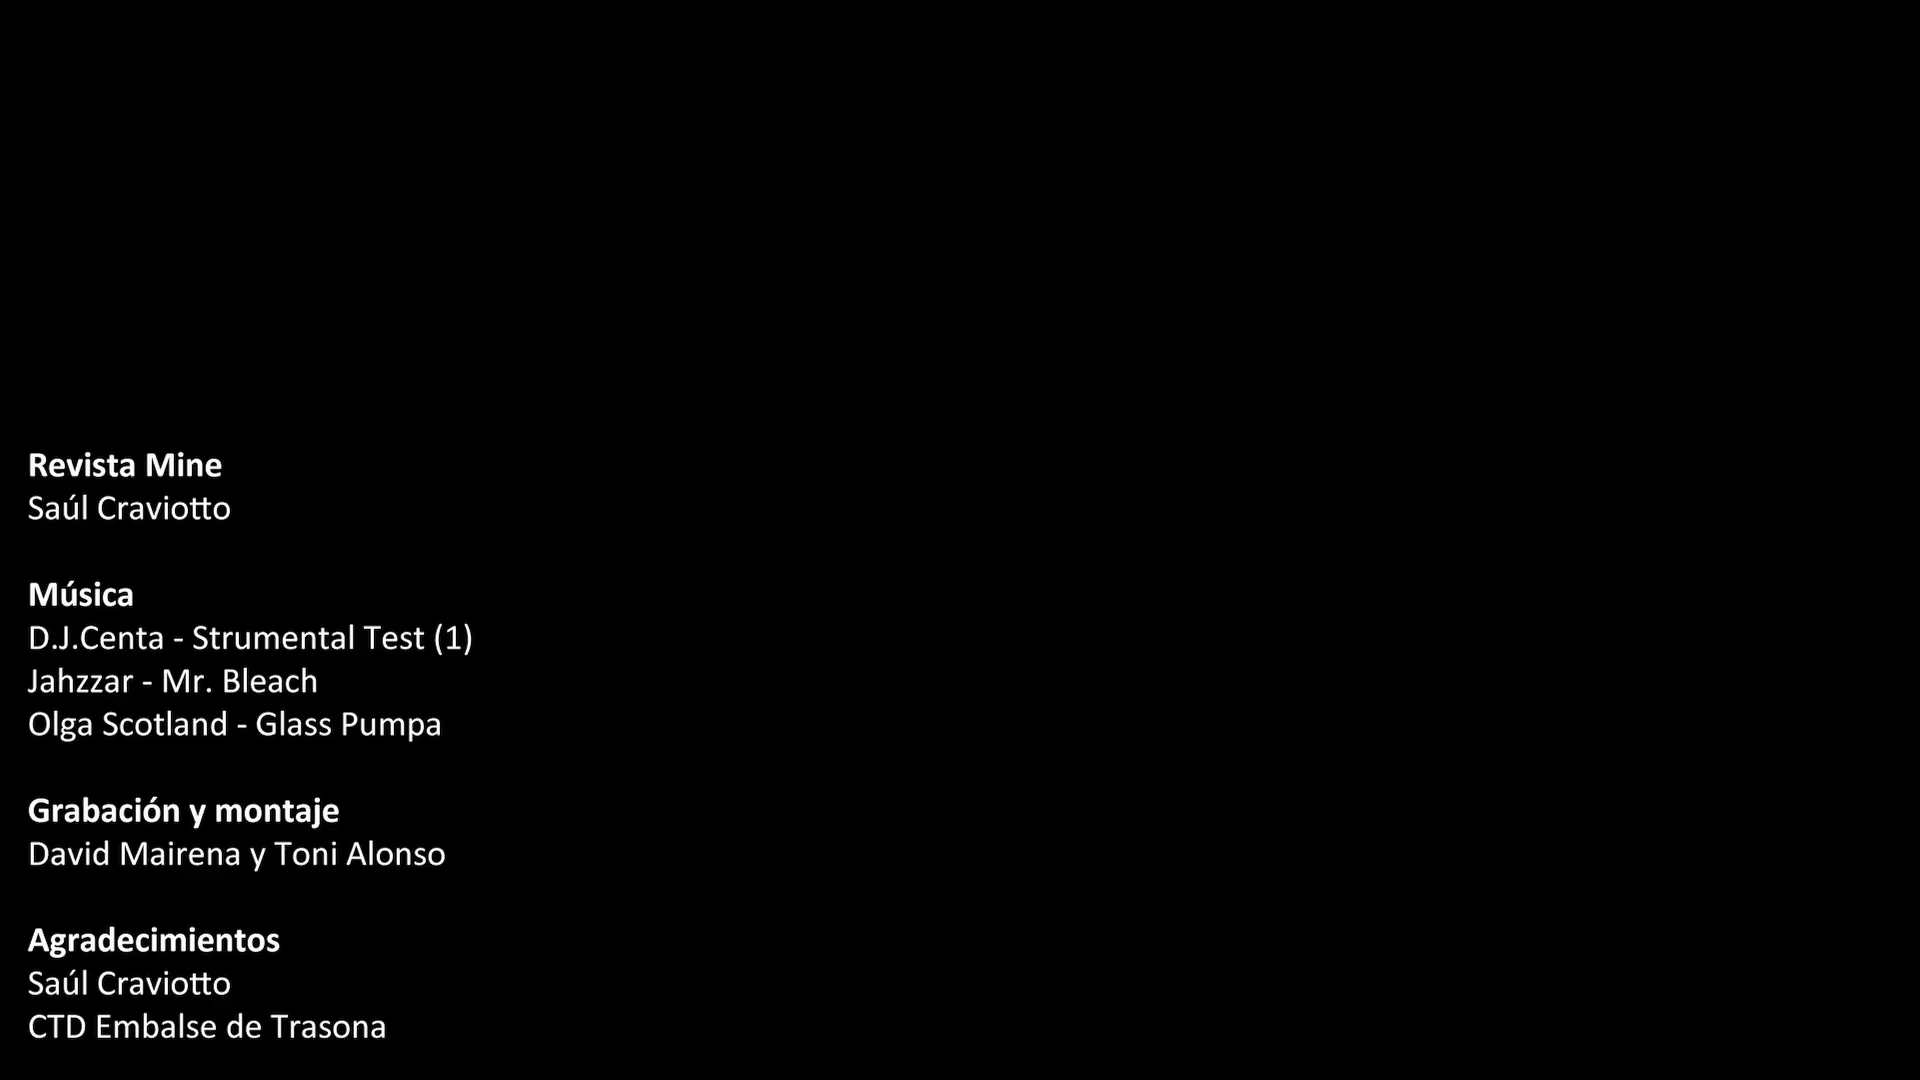 Revista Mine
Saúl Craviotto
Música
D.J.Centa - Strumental Test (1)
Jahzzar - Mr. Bleach
Olga Scotland - Glass Pumpa
Grabación y montaje
David Mairena y Toni Alonso
Agradecimientos
Saúl Craviotto
CTD Embalse de Trasona